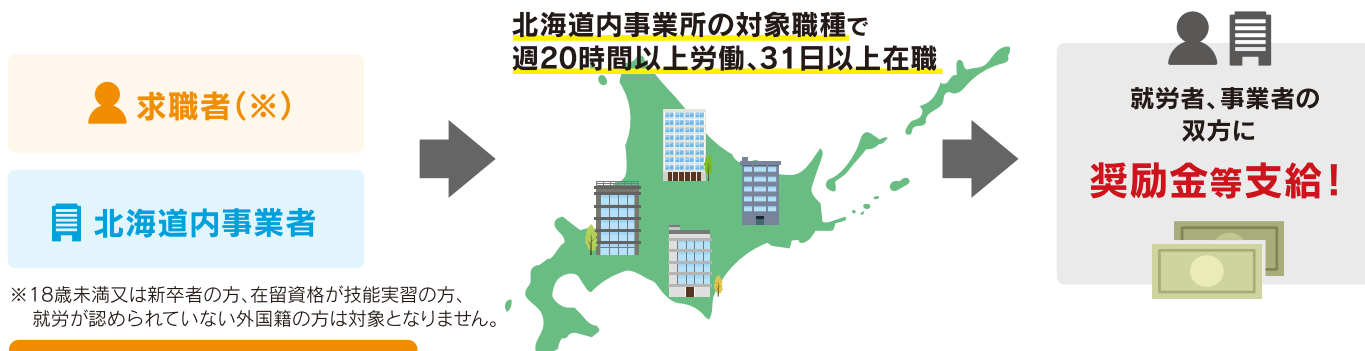 求職者(※)
北海道内事業者
※18歳未満又は新卒者の方、在留資格が技能実習の方、
就労が認められていない外国籍の方は対象となりません。
北海道内事業所の対象職種で
週20時間以上労働、31日以上在職
就労者、事業者の
双方に
奨励金等支給!